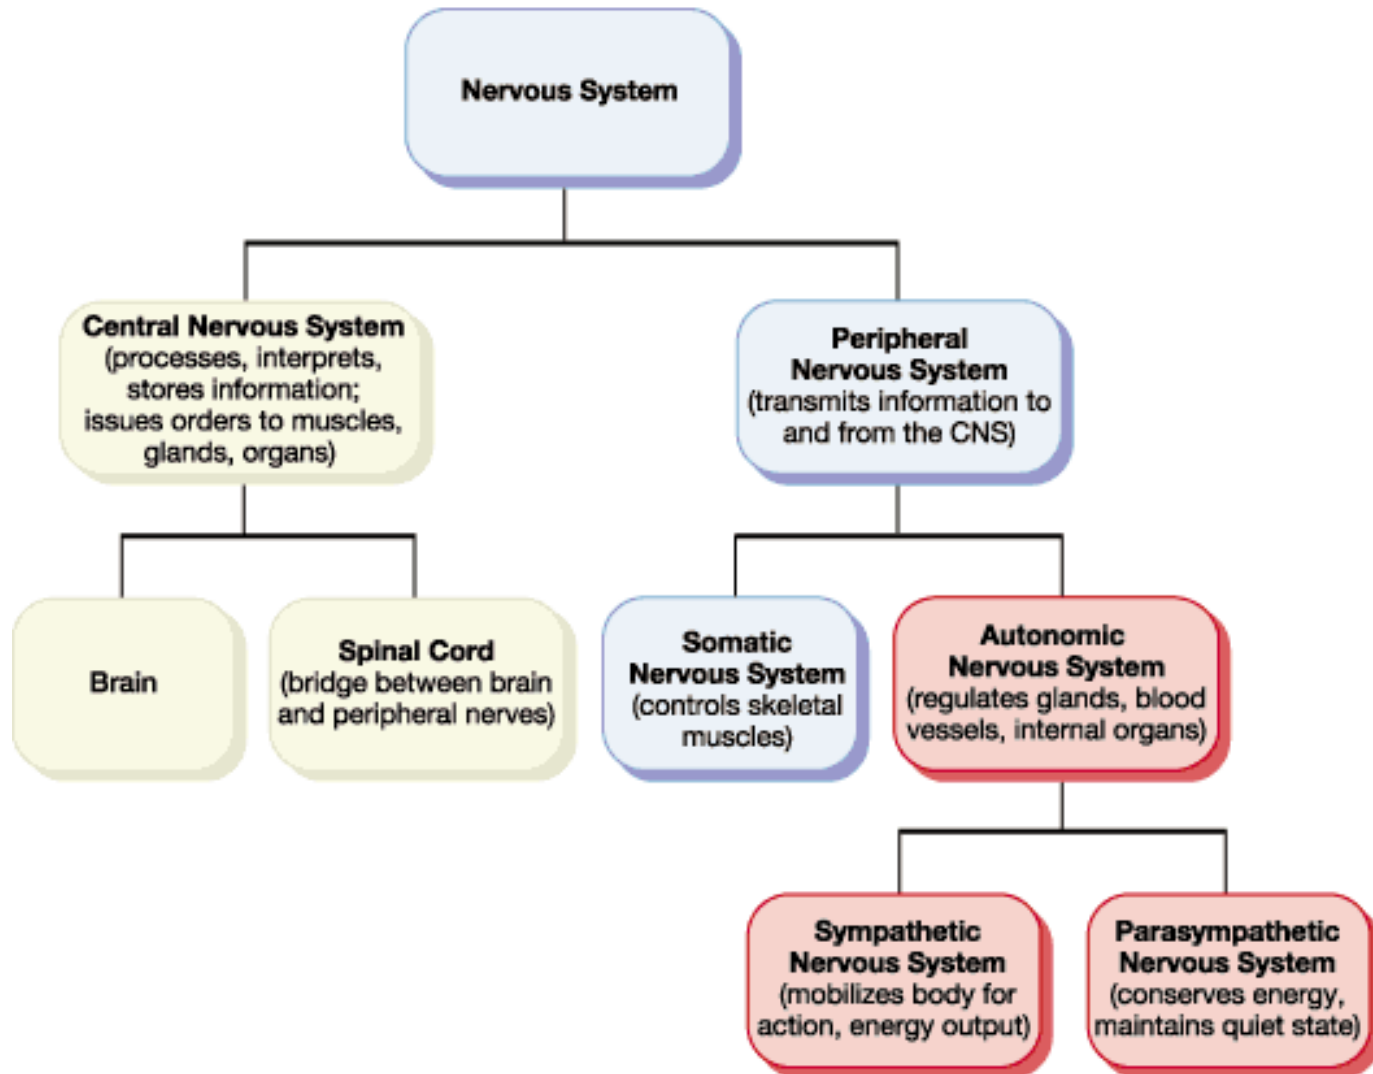 Nervous System
Central Nervous System
(processes, interprets,
stores information;
issues orders to muscles,
glands, organs)
Peripheral
Nervous System
(transmits information to
and from the CNS)
Brain
Spinal Cord
(bridge between brain
and peripheral nerves)
Somatic
Nervous System
(controls skeletal
muscles)
Autonomic
Nervous System
(regulates glands, blood
vessels, internal organs)
Sympathetic
Nervous System
(mobilizes body for
action, energy output)
Parasympathetic
Nervous System
(conserves energy,
maintains quiet state)